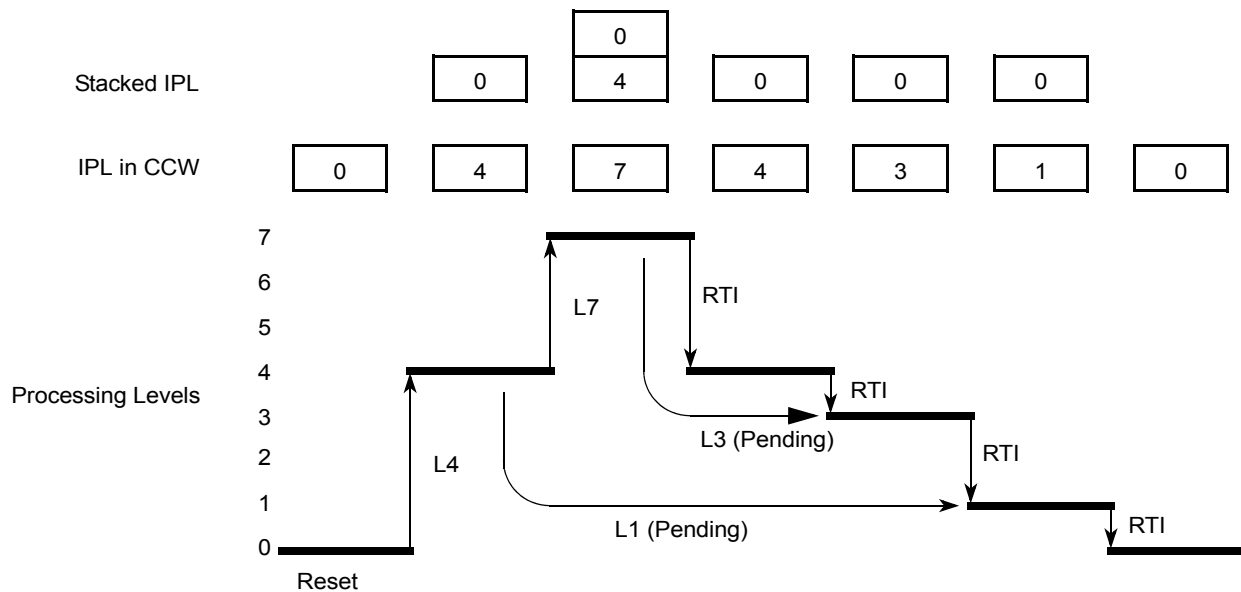 0
Stacked IPL 0 4 0 0 0
IPL in CCW 0 4 7 4 3 1 0
7
6
RTI
L7
5
4
Processing Levels
RTI
3
L3 (Pending)
2
L4
RTI
1
L1 (Pending)
RTI
0
Reset